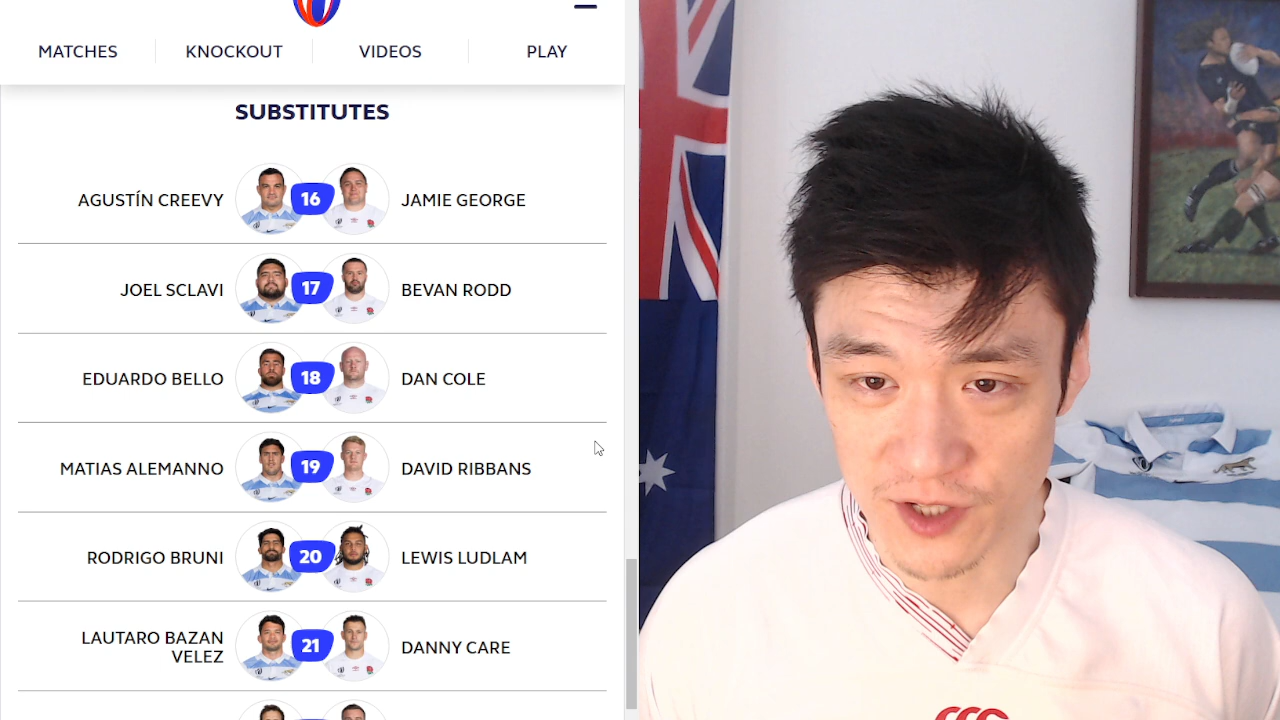 MATCHES KNOCKOUT VIDEOS PLAY
SUBSTITUTES
AGUSTÍN CREEVY 16 JAMIE GEORGE
JOEL SCLAVI 17 BEVAN RODD
EDUARDO BELLO 18 DAN COLE
MATIAS ALEMANNO 19 DAVID RIBBANS
RODRIGO BRUNI 20 LEWIS LUDLAM
LAUTARO BAZAN
VELEZ 21 DANNY CARE